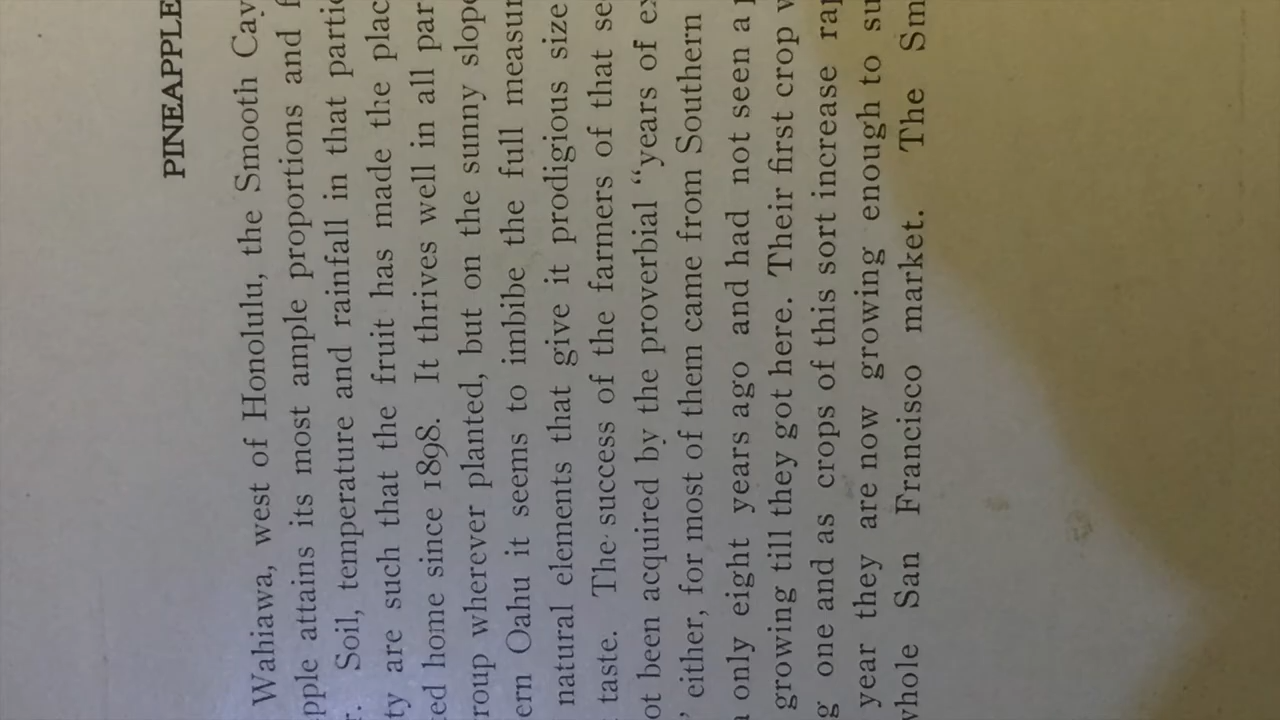 PINEAPPLE
Wahiawa, west of Honolulu, the Smooth Cay
pple attains its most ample proportions and f
r. Soil, temperature and rainfall in that partic
ty are such that the fruit has made the plac
ted home since 1898. It thrives well in all par
roup wherever planted, but on the sunny slope
ern Oahu it seems to imbibe the full measur
natural elements that give it prodigious size
taste. The success of the farmers of that se
ot been acquired by the proverbial “years of ex
’ either, for most of them came from Southern
only eight years ago and had not seen a p
growing till they got here. Their first crop w
g one and as crops of this sort increase rap
year they are now growing enough to su
whole San Francisco market. The Sm